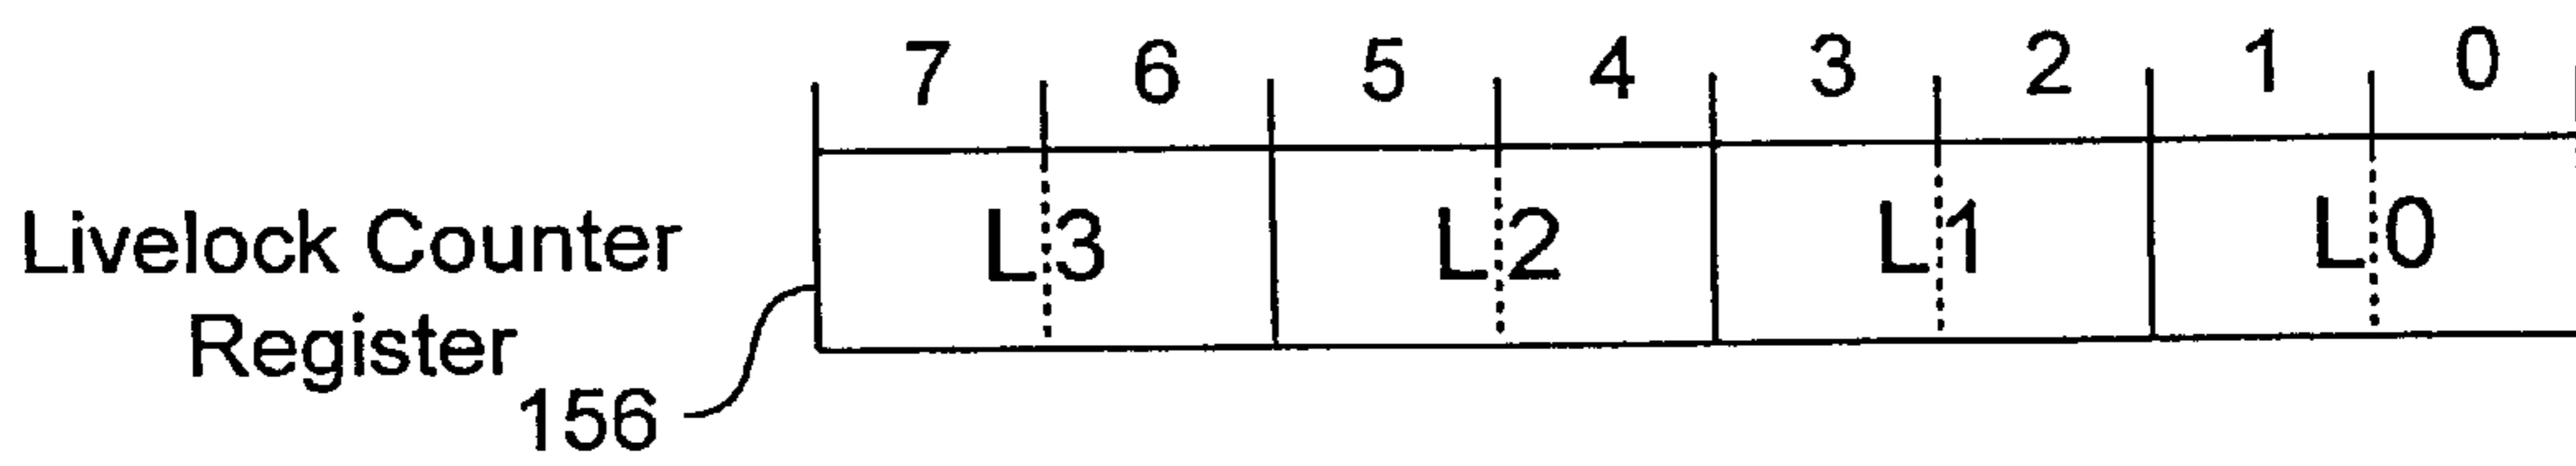 7 6 5 4 3 2 1 0
Livelock Counter
Register
156
L3 L2 L1 L0